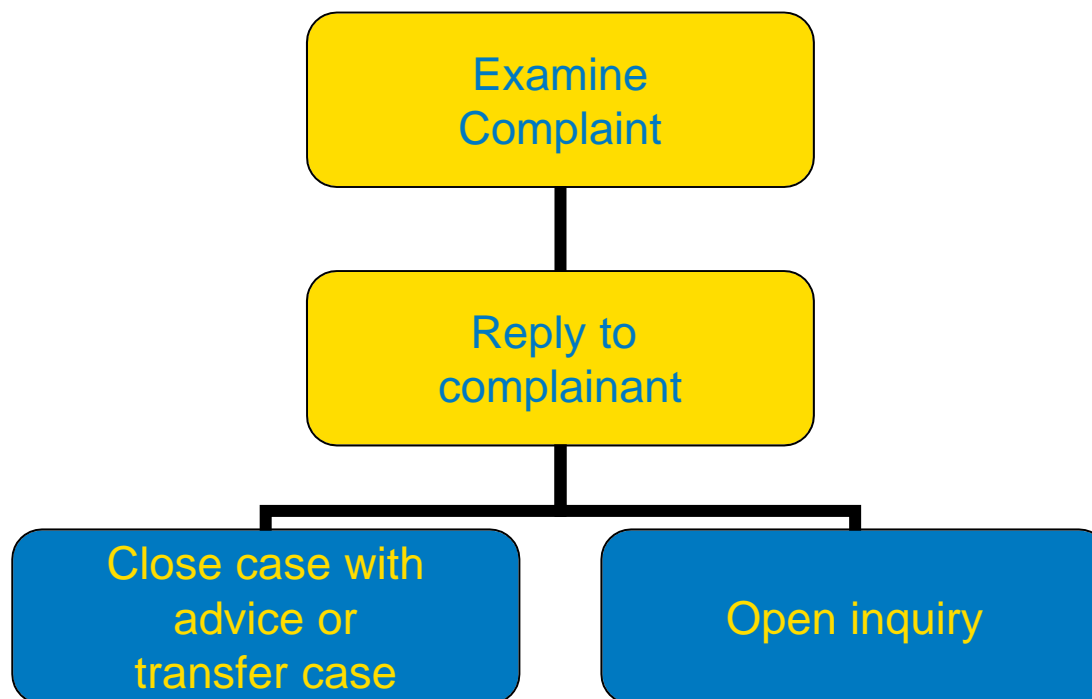 Examine
Complaint
Reply to
complainant
Close case with
advice or
transfer case
Open inquiry